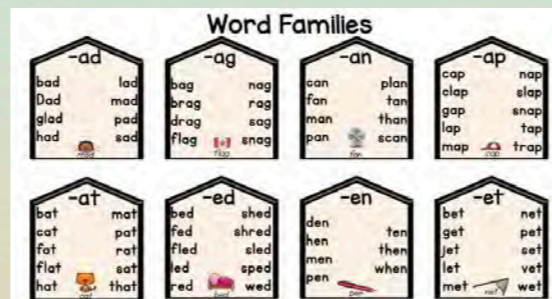 Word Families
-ad
bad lad
Dad mad
glad pad
had sad
mad
-ag
bag nag
brag rag
drag sag
flag snag
flag
-an
can plan
fan tan
man than
pan scan
fan
-ap
cap nap
clap slap
gap snap
lap tap
map trap
cap
-at
bat mat
cat pat
fat rat
flat sat
hat that
cat
-ed
bed shed
fed shred
fled sled
led sped
red wed
bed
-en
den
hen ten
men then
pen when
pen
-et
bet net
get pet
jet set
let vet
met wet